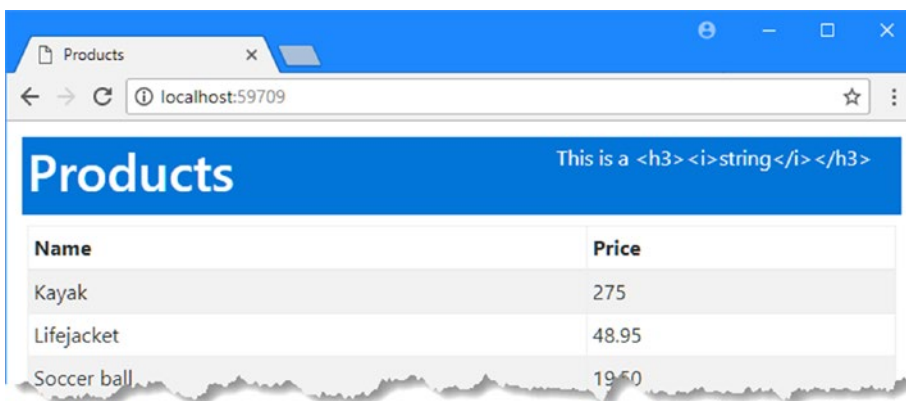 Products
localhost:59709
Products
This is a <h3><i>string</i></h3>
Name Price
Kayak 275
Lifejacket 48.95
Soccer ball 19.50